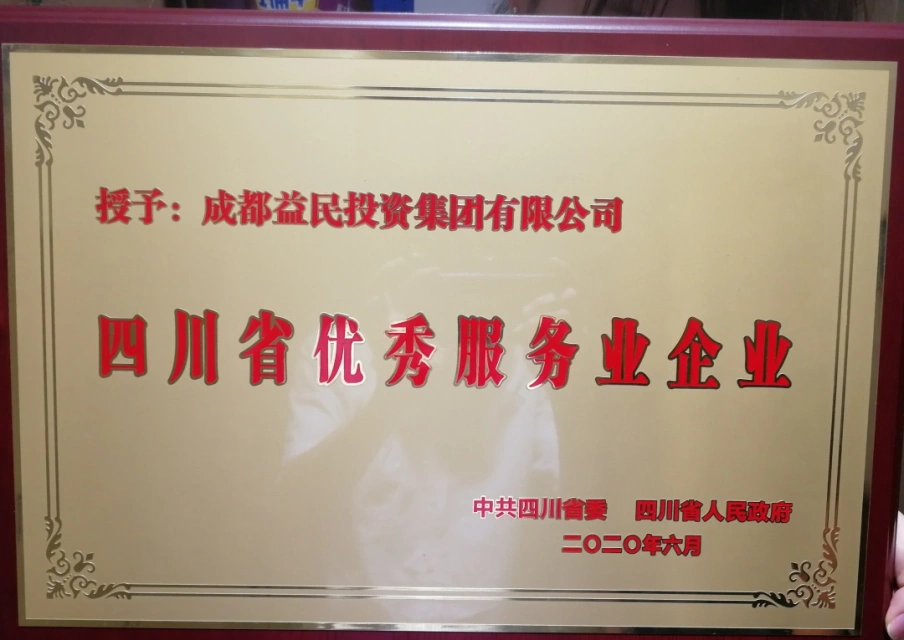 授予：成都益民投资集团有限公司
四川省优秀服务业企业
中共四川省委 四川省人民政府
二〇二〇年六月